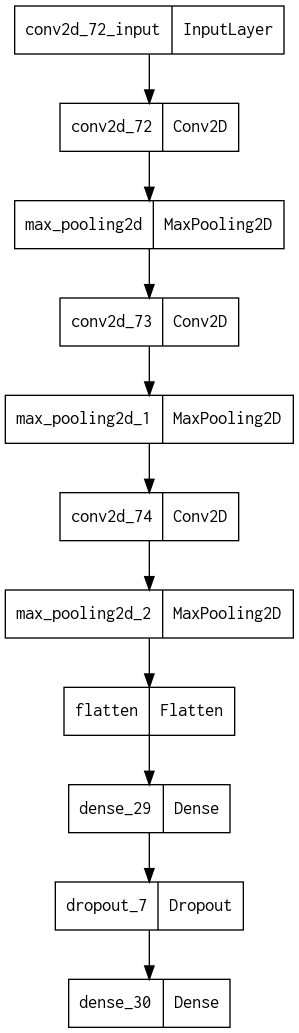 conv2d_72_input InputLayer
conv2d_72 Conv2D
max_pooling2d MaxPooling2D
conv2d_73 Conv2D
max_pooling2d_1 MaxPooling2D
conv2d_74 Conv2D
max_pooling2d_2 MaxPooling2D
flatten Flatten
dense_29 Dense
dropout_7 Dropout
dense_30 Dense